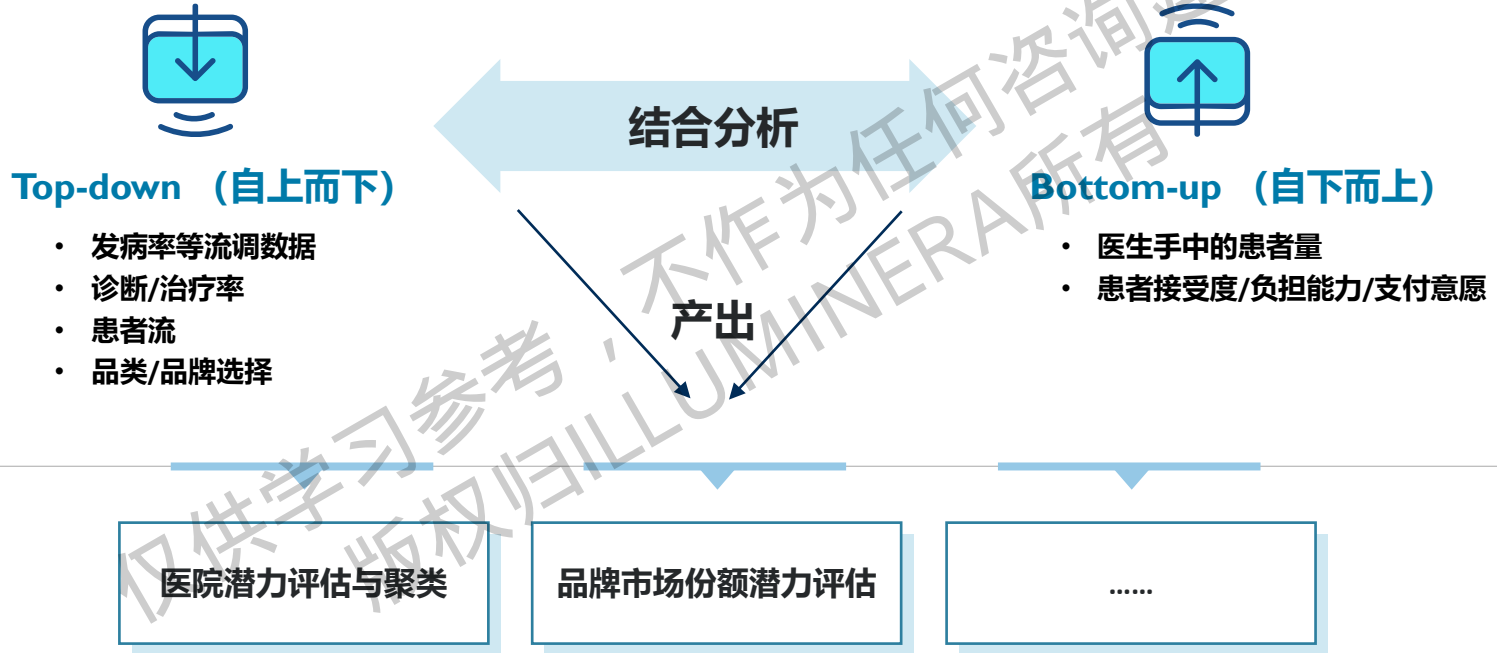 结合分析
Top-down （自上而下）
• 发病率等流调数据
• 诊断/治疗率
• 患者流
• 品类/品牌选择
Bottom-up （自下而上）
• 医生手中的患者量
• 患者接受度/负担能力/支付意愿
产出
医院潜力评估与聚类
品牌市场份额潜力评估
……
仅供学习参考，不作为任何咨询
版权归ILLUMINERA所有